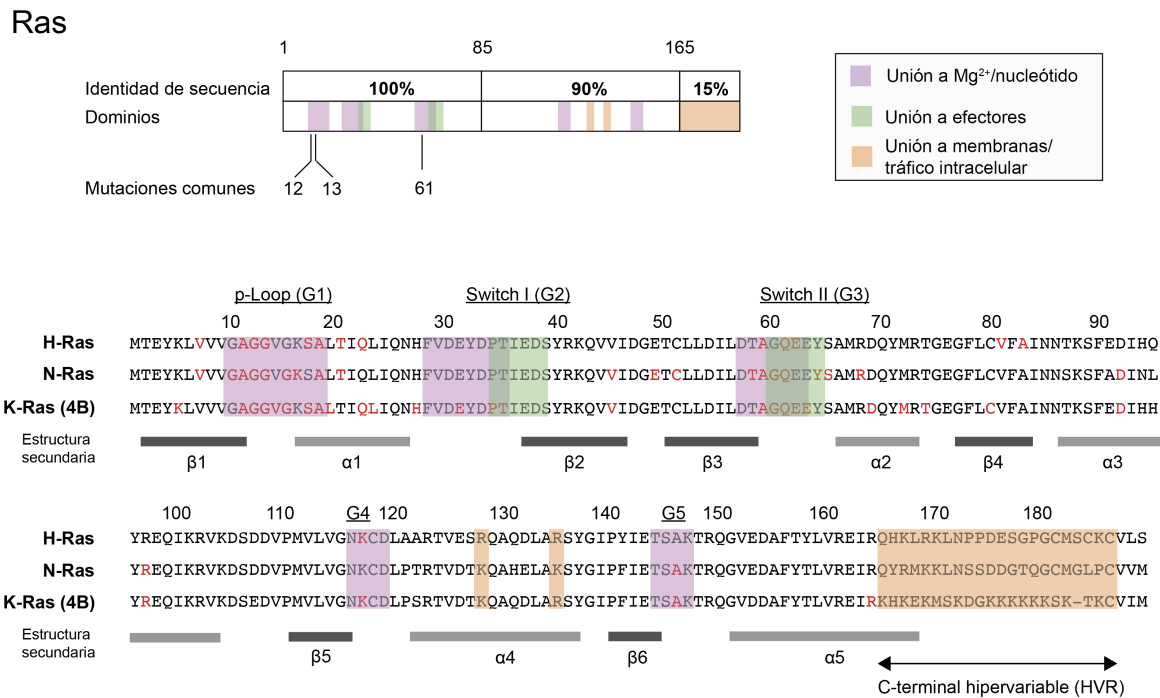 Ras
1 85 165
Identidad de secuencia 100% 90% 15%
Dominios
Mutaciones comunes 12 13 61
Unión a Mg²⁺/nucleótido
Unión a efectores
Unión a membranas/
tráfico intracelular
p-Loop (G1) Switch I (G2) Switch II (G3)
10 20 30 40 50 60 70 80 90
H-Ras MTEYKLVVVGAGGVGKSALTIQLIQNHFVDEYDPTIEDSYRKQVVIDGETCLLDILDTAGQEEYSAMRDQYMRTGEGFLCVFAINNTKSFEDIHQ
N-Ras MTEYKLVVVGAGGVGKSALTIQLIQNHFVDEYDPTIEDSYRKQVVIDGETCLLDILDTAGQEEYSAMRDQYMRTGEGFLCVFAINNSKSFADINL
K-Ras (4B) MTEYKLVVVGAGGVGKSALTIQLIQNHFVDEYDPTIEDSYRKQVVIDGETCLLDILDTAGQEEYSAMRDQYMRTGEGFLCVFAINNTKSFEDIHH
Estructura
secundaria
β1 α1 β2 β3 α2 β4 α3
100 110 G4 120 130 140 G5 150 160 170 180
H-Ras YREQIKRVKDSDDVPMVLVGNKCDLAARTVESRQAQDLARSYGIPYIETSAKTRQGVEDAFYTLVREIRQHKLRKLNPPDESGPGCMSCKCVLS
N-Ras YREQIKRVKDSDDVPMVLVGNKCDLPTRTVDTKQAHELAKSYGIPFIETSAKTRQGVEDAFYTLVREIRQYRMKKLNSSDDGTQGCMGLPCVVM
K-Ras (4B) YREQIKRVKDSEDVPMVLVGNKCDLPSRTVDTKQAQDLARSYGIPFIETSAKTRQGVDDAFYTLVREIRKHKEKMSKDGKKKKKKSK–TKCVIM
Estructura
secundaria
β5 α4 β6 α5
C-terminal hipervariable (HVR)